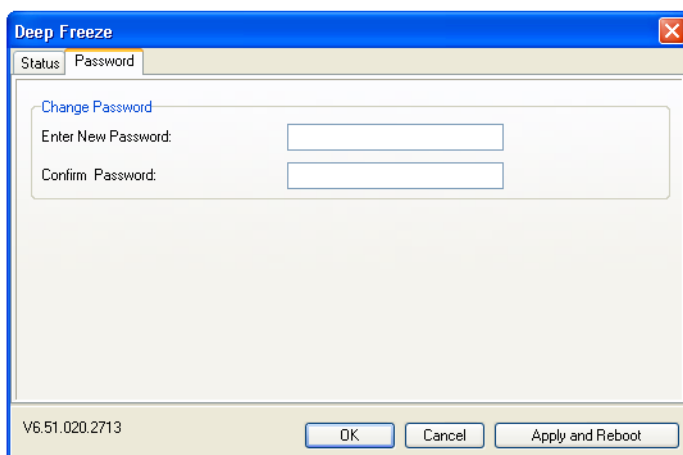 Deep Freeze
Status Password
Change Password
Enter New Password:
Confirm Password:
V6.51.020.2713
OK Cancel Apply and Reboot